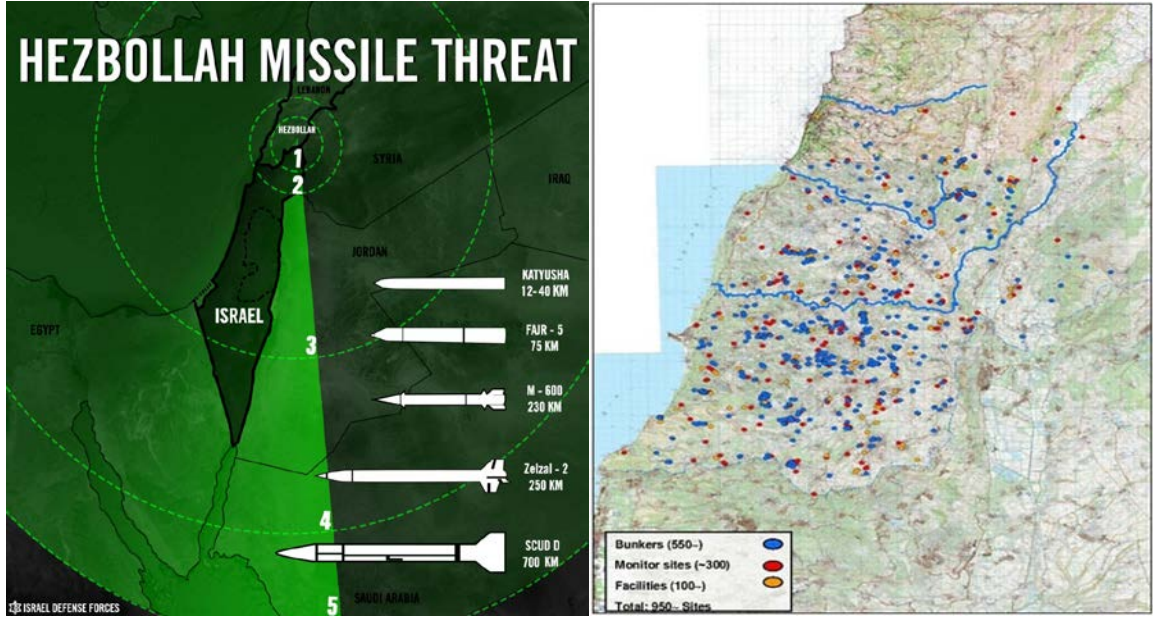 HEZBOLLAH MISSILE THREAT
LEBANON
HEZBOLLAH
1
SYRIA
2
IRAQ
JORDAN
KATYUSHA
12-40 KM
ISRAEL
EGYPT
FAJR - 5
75 KM
3
M - 600
230 KM
Zelzal - 2
250 KM
4
SCUD D
700 KM
SAUDI ARABIA
5
ISRAEL DEFENSE FORCES
Bunkers (550~)
Monitor sites (~300)
Facilities (100~)
Total: 950~ Sites